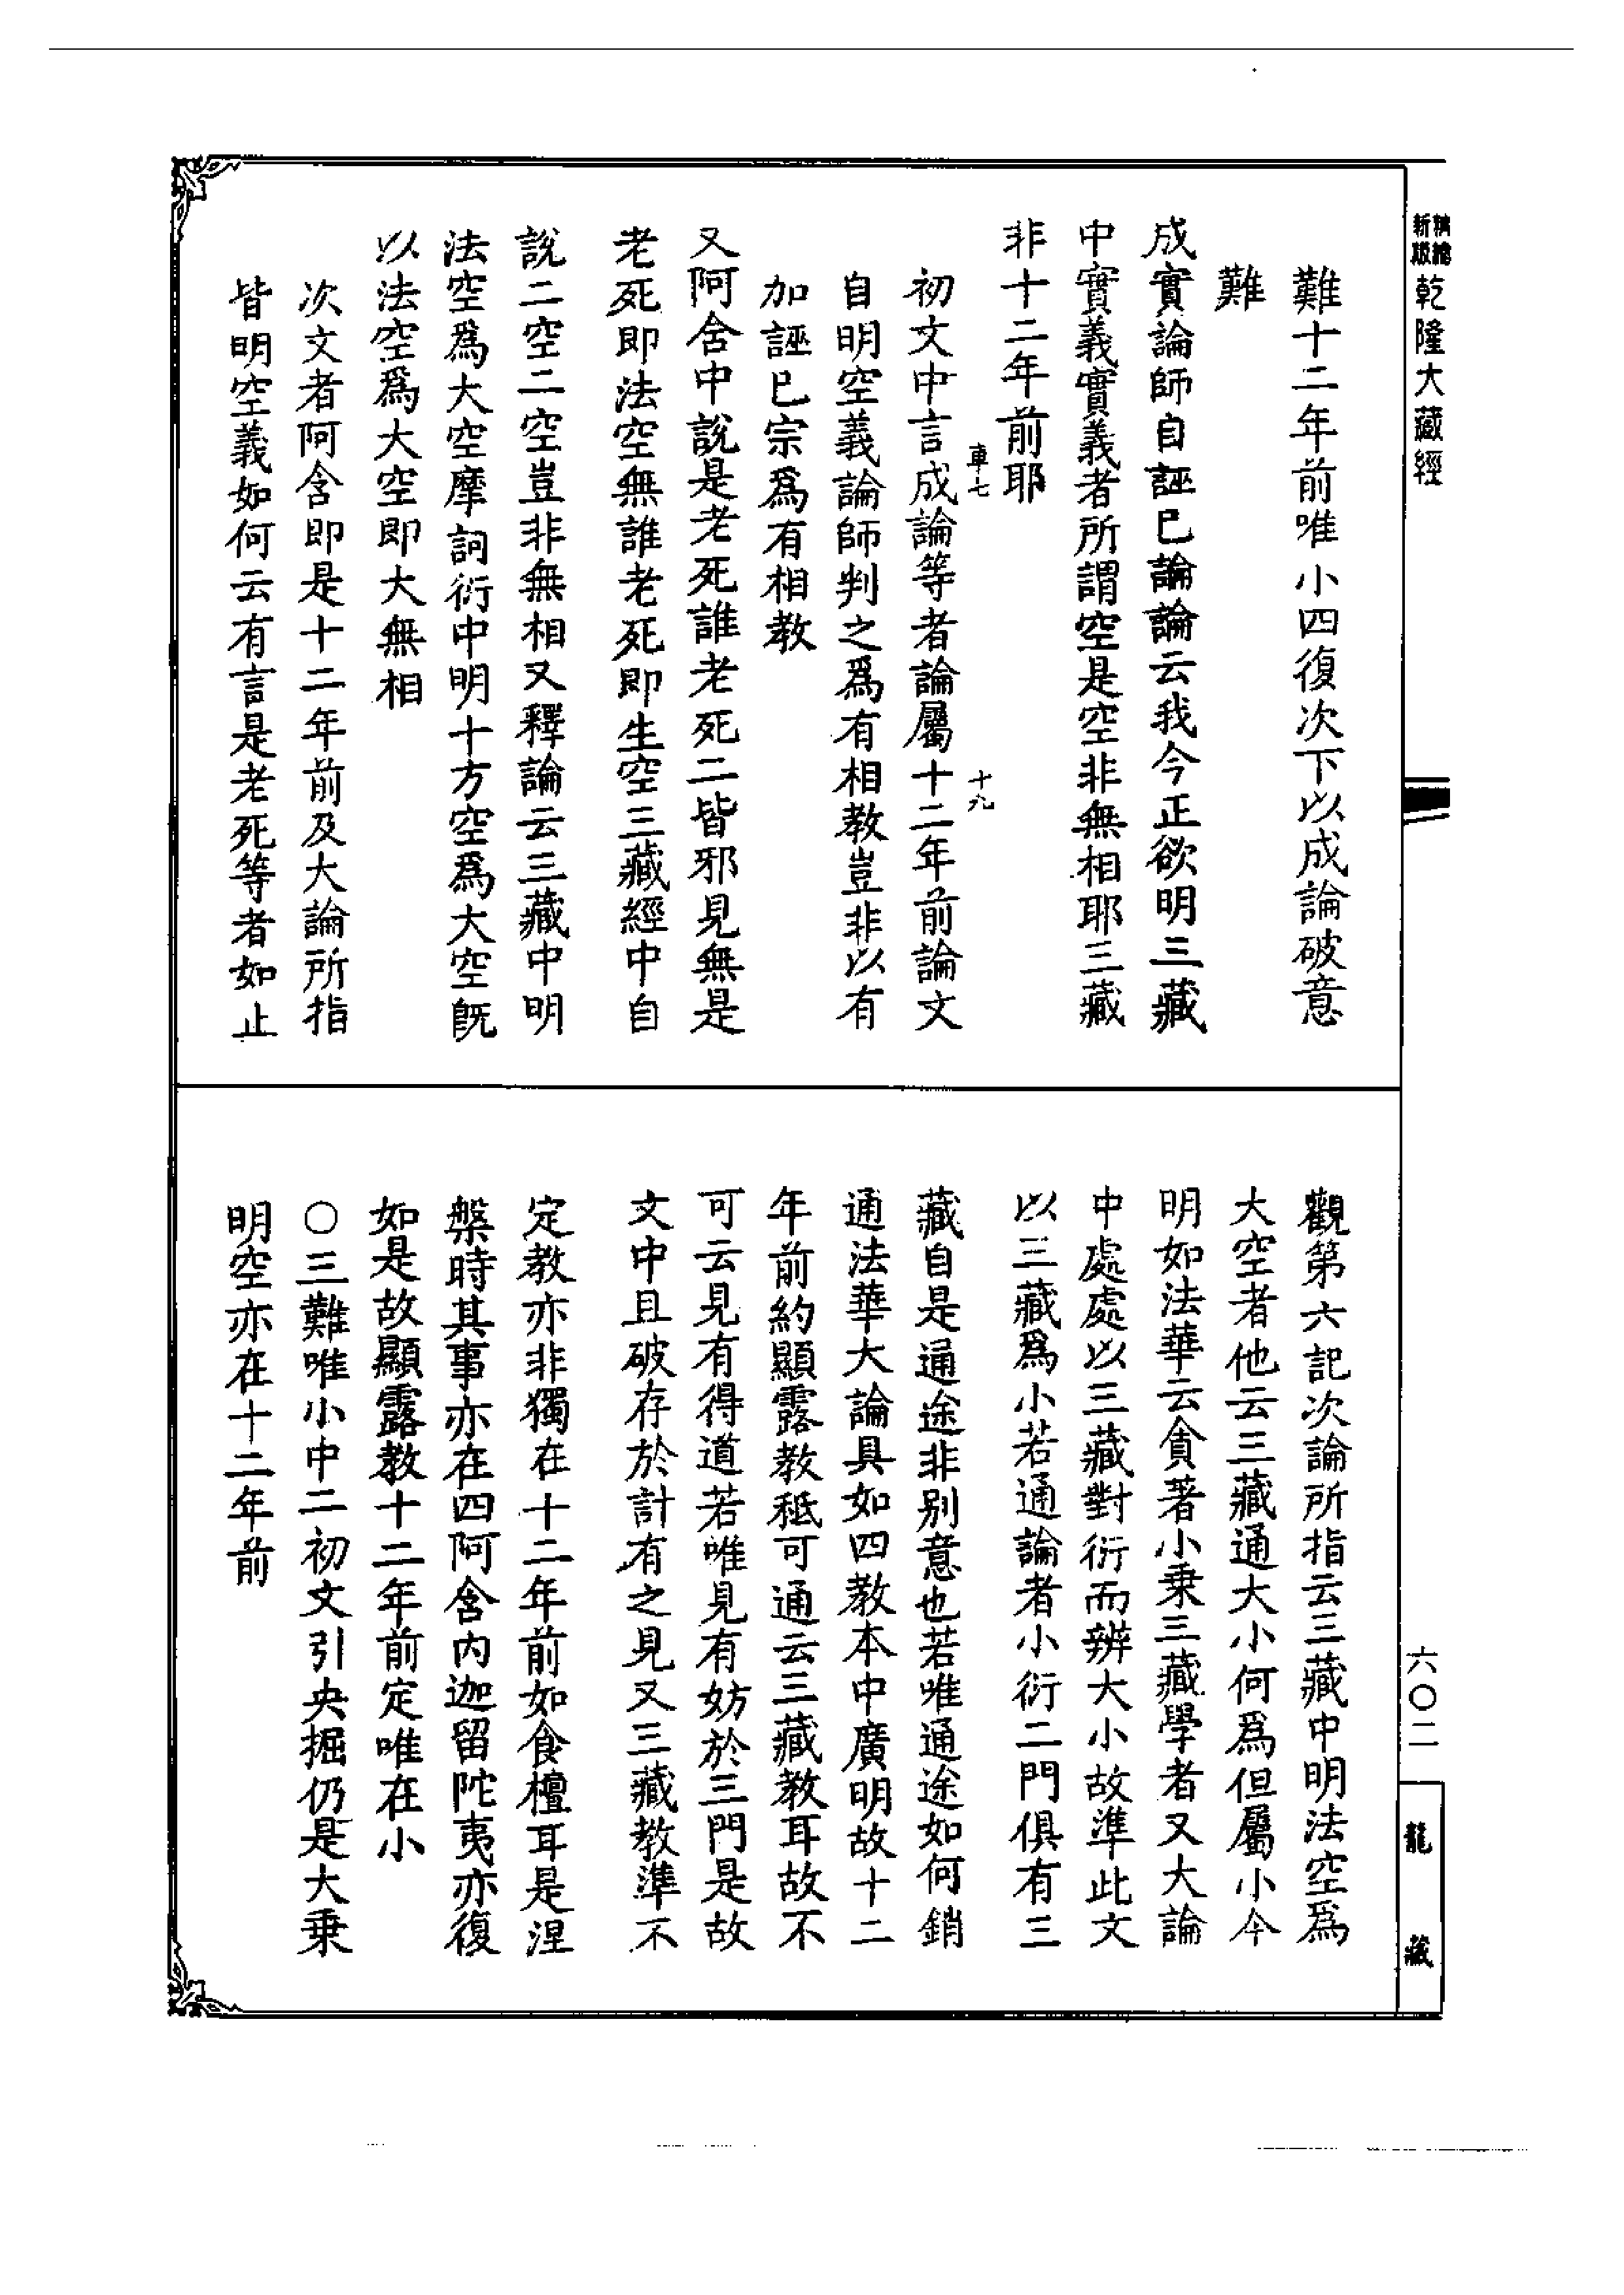 精繪
新版
乾隆大藏經
難十二年前唯小四復次下以成論破意
難
成實論師自誣已論論云我今正欲明三藏
中實義實義者所謂空是空非無相耶三藏
非十二年前耶
車七
十九
初文中言成論等者論屬十二年前論文
自明空義論師判之爲有相教豈非以有
加誣已宗爲有相教
又阿舍中說是老死誰老死二皆邪見無是
老死即法空無誰老死即生空三藏經中自
說二空二空豈非無相又釋論云三藏中明
法空爲大空摩訶衍中明十方空爲大空旣
以法空爲大空即大無相
次文者阿含即是十二年前及大論所指
皆明空義如何云有言是老死等者如止
觀第六記次論所指云三藏中明法空爲
大空者他云三藏通大小何爲但屬小今
明如法華云貪著小乘三藏學者又大論
中處處以三藏對衍而辨大小故準此文
以三藏爲小若通論者小衍二門俱有三
藏自是通途非别意也若唯通途如何銷
通法華大論具如四教本中廣明故十二
年前約顯露教秪可通云三藏教耳故不
可云見有得道若唯見有妨於三門是故
文中且破存於計有之見又三藏教準不
定教亦非獨在十二年前如食檀耳是涅
槃時其事亦在四阿含内迦留陀夷亦復
如是故顯露教十二年前定唯在小
○三難唯小中二初文引央掘仍是大乘
明空亦在十二年前
六〇二
龍藏